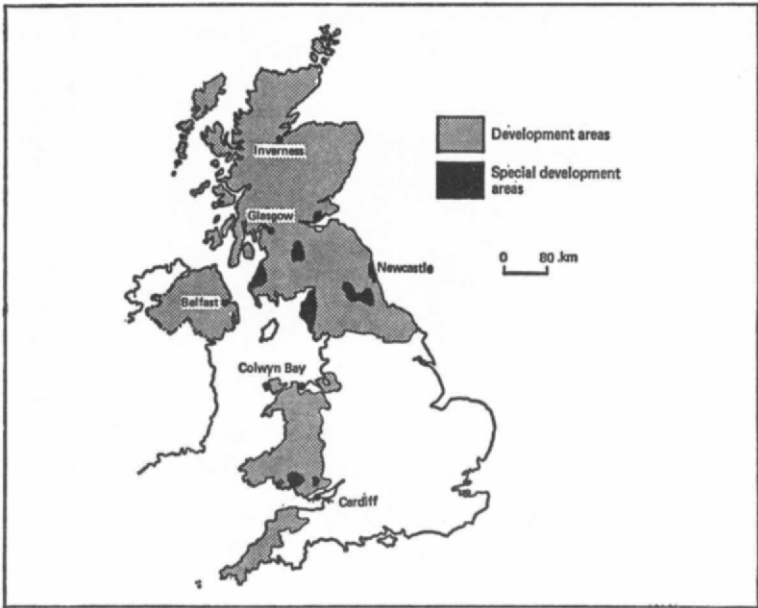 Development areas
Special development
areas
Inverness
Glasgow
0 80 km
Newcastle
Belfast
Colwyn Bay
Cardiff